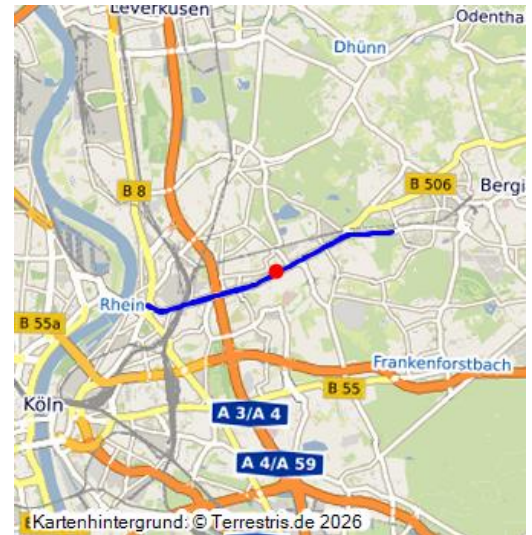 Leverkusen
Odentha
Dhünn
B 8
B 506
Bergi
Rhein
B 55a
Frankenforstbach
B 55
Köln
A 3/A 4
A 4/A 59
Kartenhintergrund: © Terrestris.de 2026